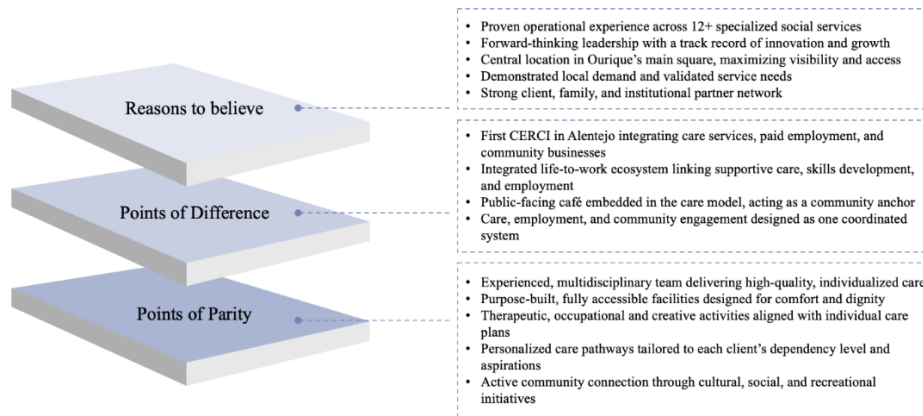 Reasons to believe
• Proven operational experience across 12+ specialized social services
• Forward-thinking leadership with a track record of innovation and growth
• Central location in Ourique's main square, maximizing visibility and access
• Demonstrated local demand and validated service needs
• Strong client, family, and institutional partner network
Points of Difference
• First CERCI in Alentejo integrating care services, paid employment, and
community businesses
• Integrated life-to-work ecosystem linking supportive care, skills development,
and employment
• Public-facing café embedded in the care model, acting as a community anchor
• Care, employment, and community engagement designed as one coordinated
system
Points of Parity
• Experienced, multidisciplinary team delivering high-quality, individualized care
• Purpose-built, fully accessible facilities designed for comfort and dignity
• Therapeutic, occupational and creative activities aligned with individual care
plans
• Personalized care pathways tailored to each client's dependency level and
aspirations
• Active community connection through cultural, social, and recreational
initiatives